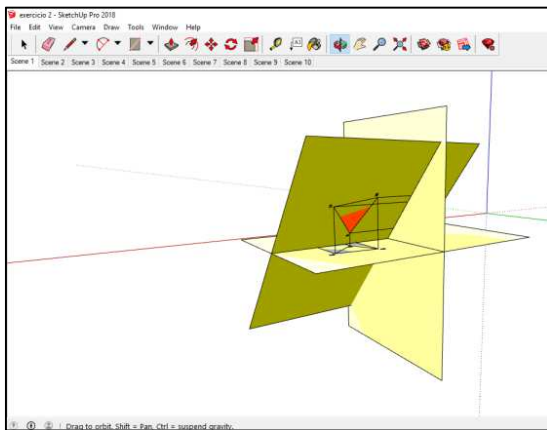 exercicio 2 - SketchUp Pro 2018
File Edit View Camera Draw Tools Window Help
Scene 1 Scene 2 Scene 3 Scene 4 Scene 5 Scene 6 Scene 7 Scene 8 Scene 9 Scene 10
Drag to orbit. Shift = Pan, Ctrl = suspend gravity.